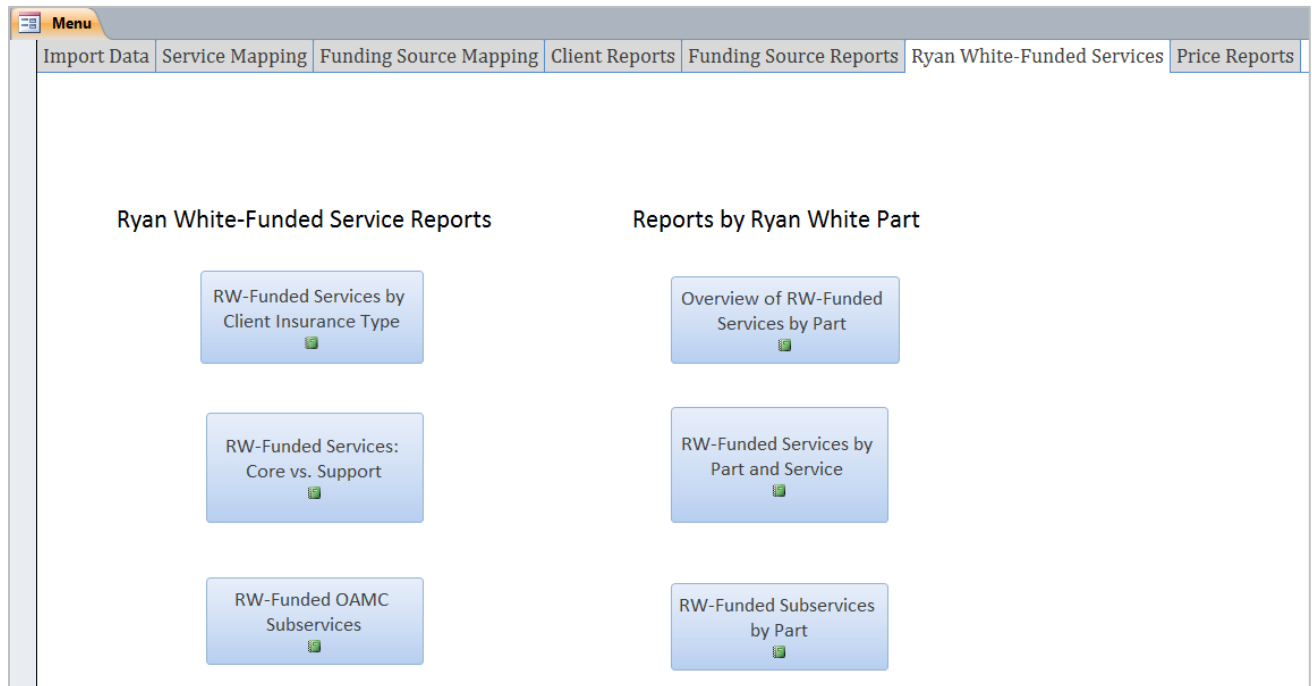 Menu
Import Data Service Mapping Funding Source Mapping Client Reports Funding Source Reports Ryan White-Funded Services Price Reports
Ryan White-Funded Service Reports
RW-Funded Services by
Client Insurance Type
RW-Funded Services:
Core vs. Support
RW-Funded OAMC
Subservices
Reports by Ryan White Part
Overview of RW-Funded
Services by Part
RW-Funded Services by
Part and Service
RW-Funded Subservices
by Part